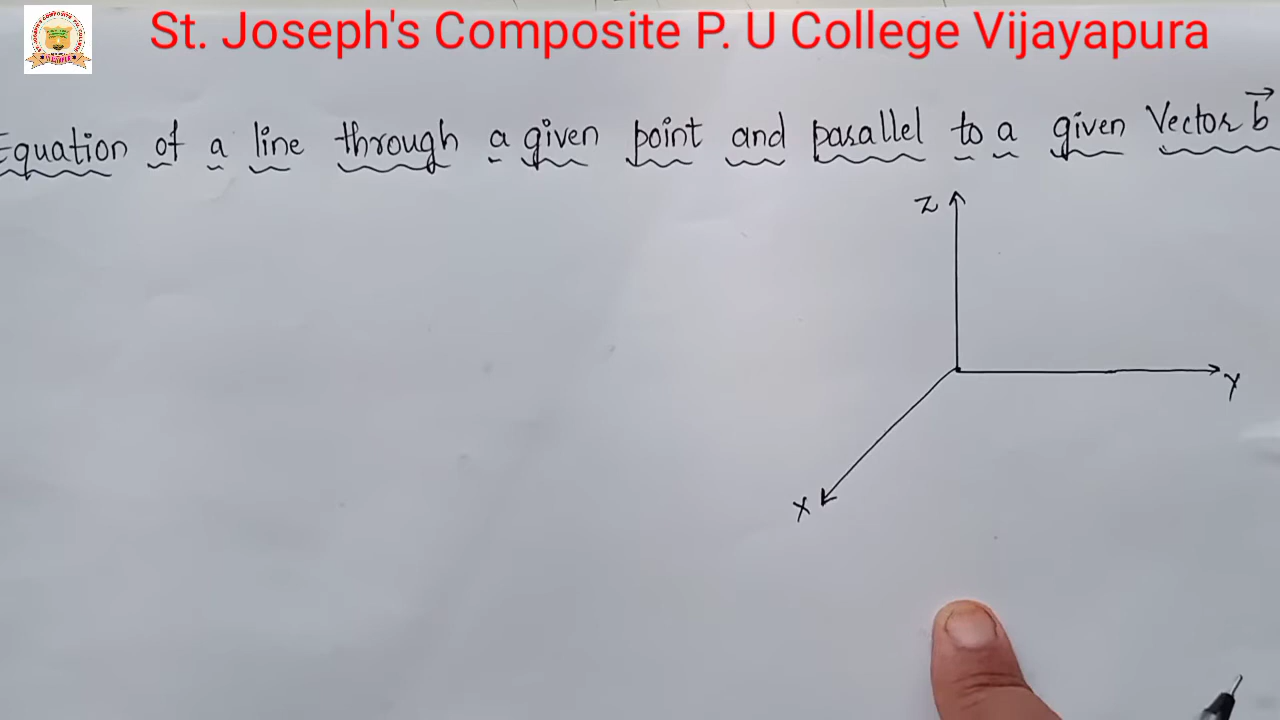 St. Joseph's Composite P. U College Vijayapura
Equation of a line through a given point and parallel to a given Vector b⃗
Z
Y
X